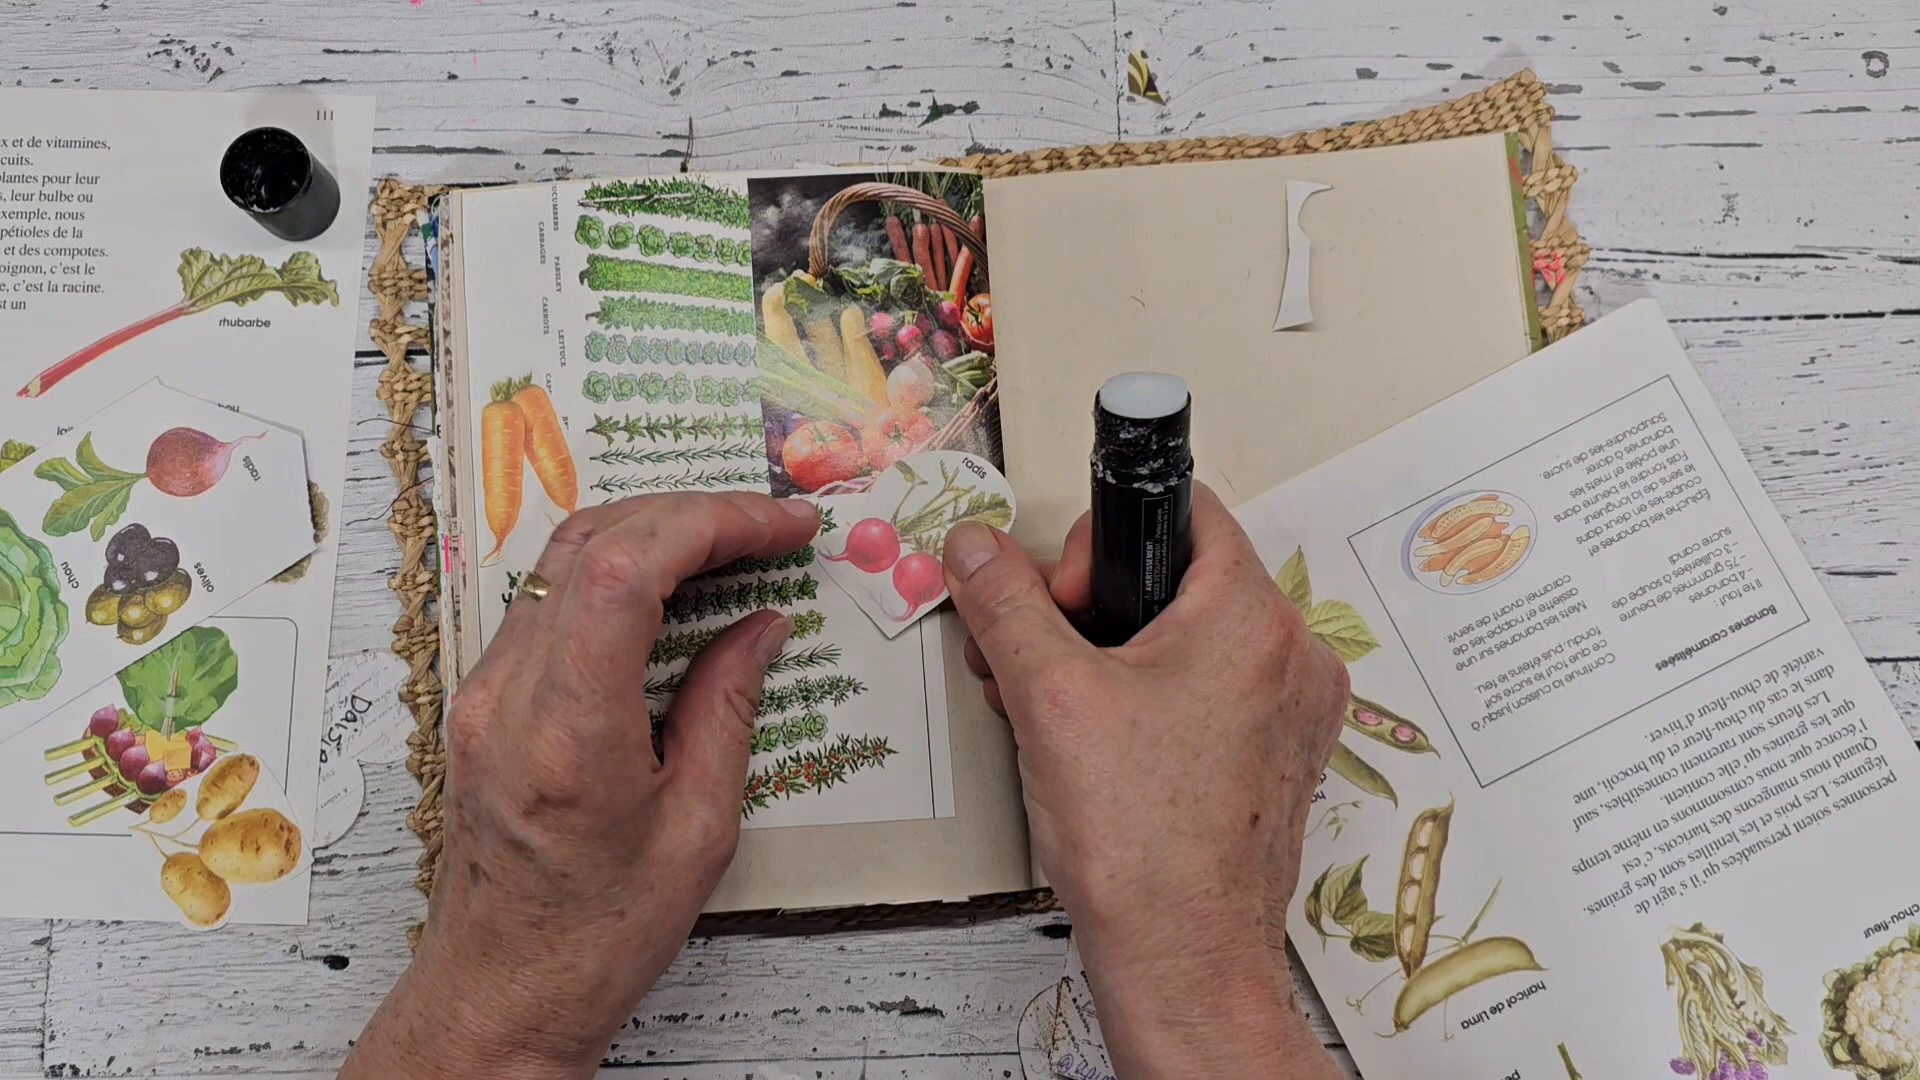 111
x et de vitamines,
cuits.
plantes pour leur
s, leur bulbe ou
exemple, nous
pétioles de la
et des compotes.
oignon, c'est le
e, c'est la racine.
st un
rhubarbe
radis
chou
olives
Daisie
CUCUMBERS
CABBAGES
PARSLEY
CARROTS
LETTUCE
radis
AVERTISSEMENT:
Bananes caramélisées
Il te faut :
– 4 bananes
– 75 grammes de beurre
– 3 cuillerées à soupe de
sucre candi
Épluche les bananes et
coupe-les en deux dans
le sens de la longueur.
Fais fondre le beurre dans
une poêle et mets les
bananes à dorer.
Saupoudre-les de sucre.
Continue la cuisson jusqu'à
ce que tout le sucre soit
fondu, puis éteins le feu.
Mets les bananes sur une
assiette et nappe-les de
caramel avant de servir.
personnes soient persuadées qu'il s'agit de
légumes. Les pois et les lentilles sont des graines.
Quand nous mangeons des haricots, c'est
l'écorce que nous consommons en même temps
que les graines qu'elle contient.
Les fleurs sont rarement comestibles, sauf
dans le cas du chou-fleur et du brocoli, une
variété de chou-fleur d'hiver.
haricot de Lima
chou-fleur